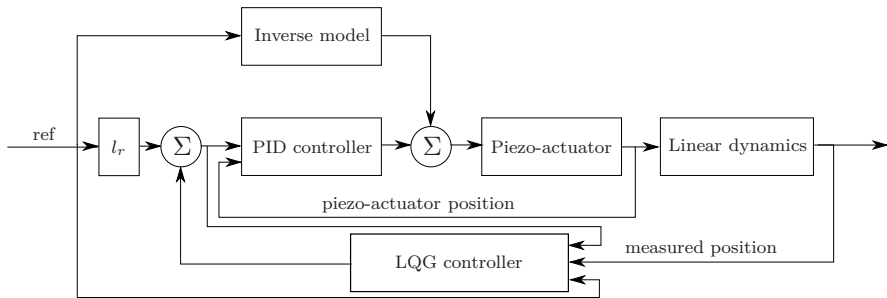 Inverse model
ref
l_r
Σ
PID controller
Σ
Piezo-actuator
Linear dynamics
piezo-actuator position
measured position
LQG controller